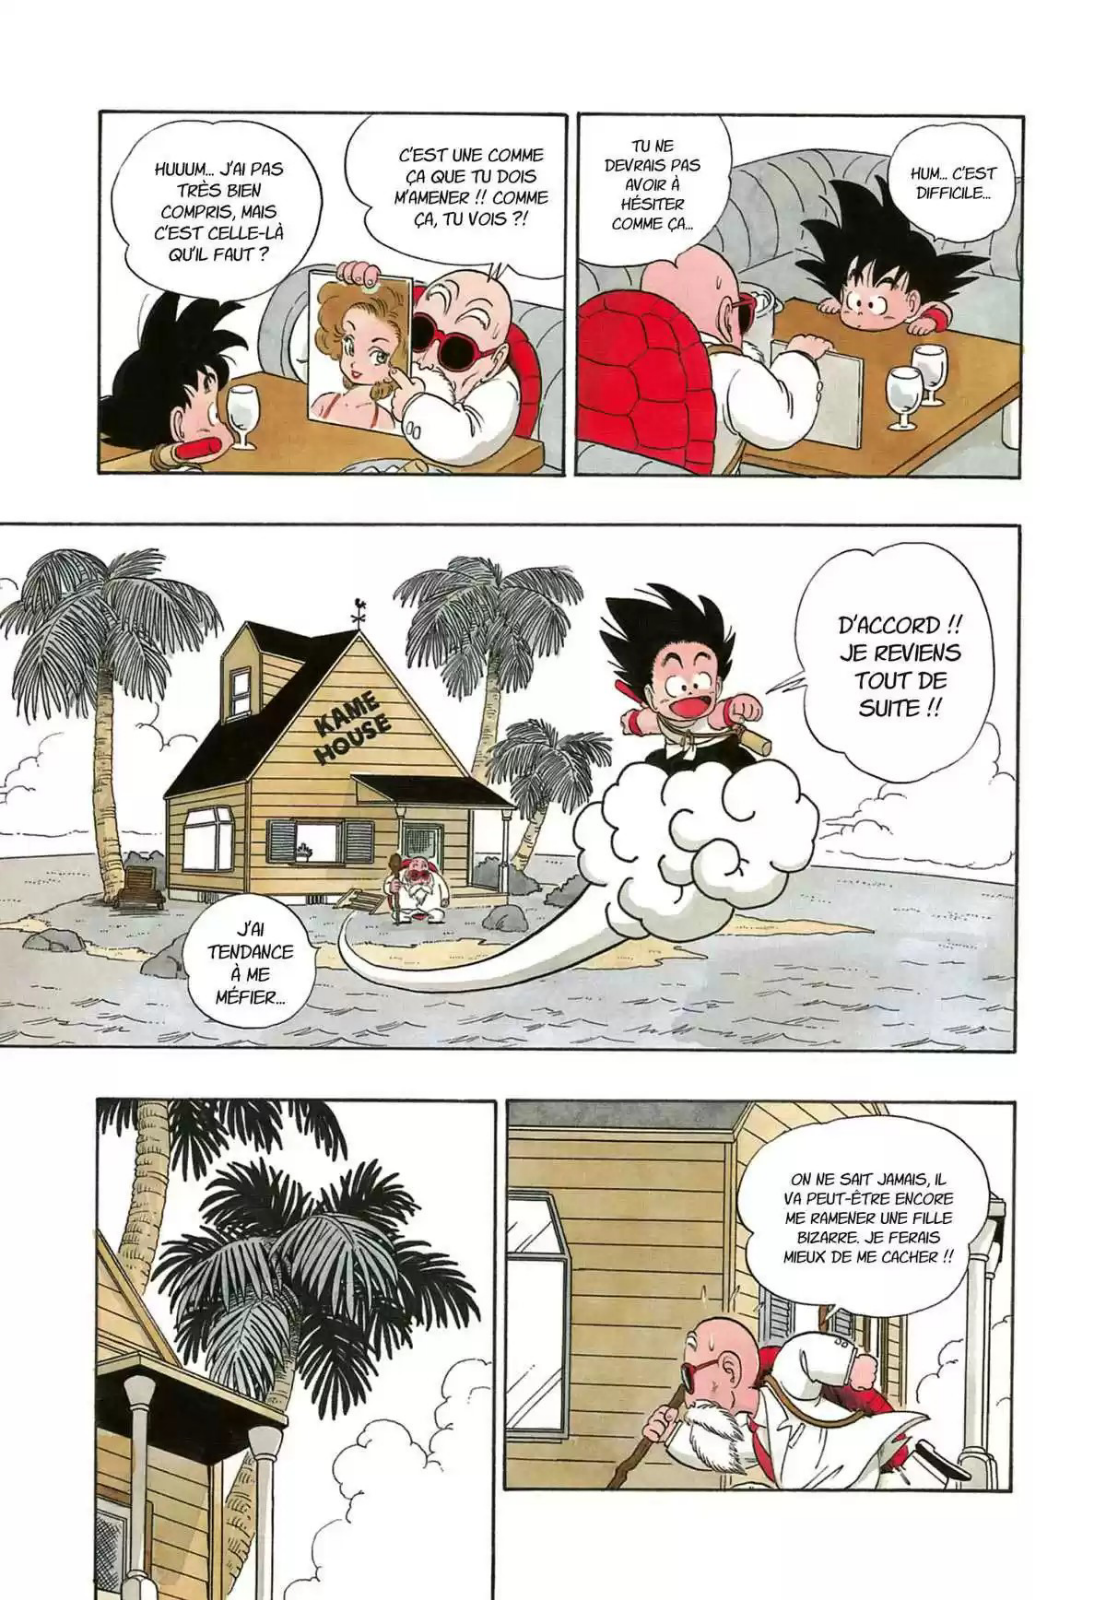 HUM... C'EST
DIFFICILE...
TU NE
DEVRAIS PAS
AVOIR À
HÉSITER
COMME ÇA...
C'EST UNE COMME
ÇA QUE TU DOIS
M'AMENER !! COMME
ÇA, TU VOIS ?!
HUUUM... J'AI PAS
TRÈS BIEN
COMPRIS, MAIS
C'EST CELLE-LÀ
QU'IL FAUT ?
D'ACCORD !!
JE REVIENS
TOUT DE
SUITE !!
KAME
HOUSE
J'AI
TENDANCE
À ME
MÉFIER...
ON NE SAIT JAMAIS, IL
VA PEUT-ÊTRE ENCORE
ME RAMENER UNE FILLE
BIZARRE. JE FERAIS
MIEUX DE ME CACHER !!